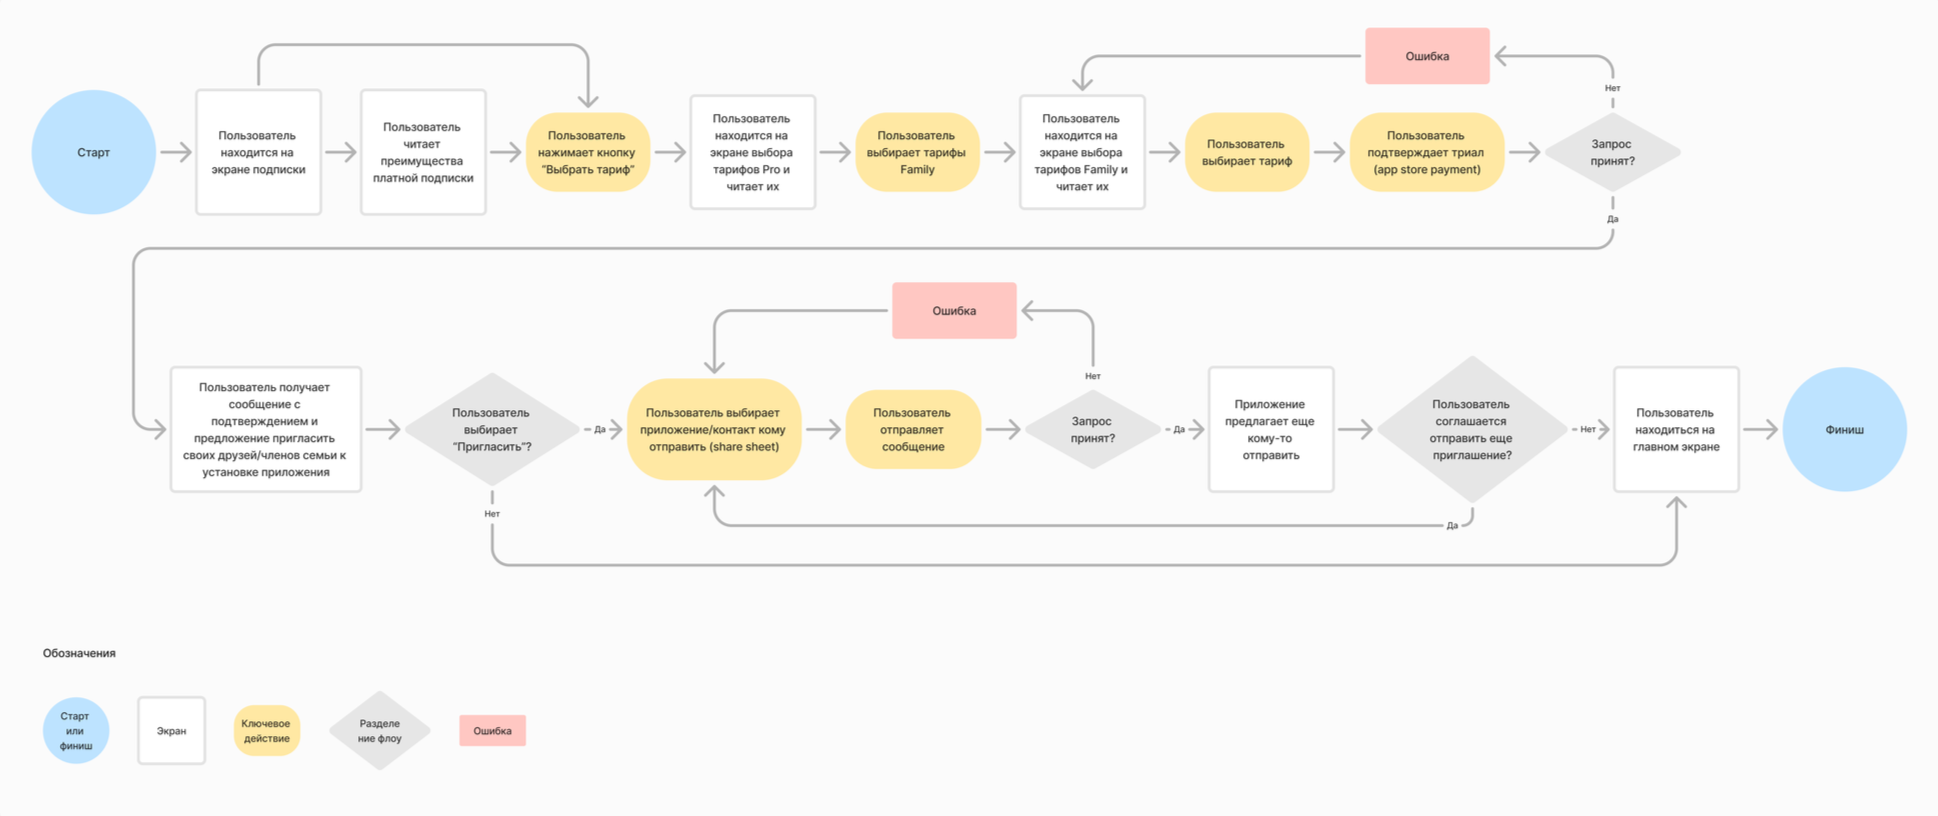 Старт
Пользователь
находится на
экране подписки
Пользователь
читает
преимущества
платной подписки
Пользователь
нажимает кнопку
"Выбрать тариф"
Пользователь
находится на
экране выбора
тарифов Pro и
читает их
Пользователь
выбирает тарифы
Family
Пользователь
находится на
экране выбора
тарифов Family и
читает их
Пользователь
выбирает тариф
Пользователь
подтверждает триал
(app store payment)
Запрос
принят?
Нет
Ошибка
Да
Пользователь получает
сообщение с
подтверждением и
предложение пригласить
своих друзей/членов семьи к
установке приложения
Пользователь
выбирает
"Пригласить"?
Да
Нет
Пользователь выбирает
приложение/контакт кому
отправить (share sheet)
Пользователь
отправляет
сообщение
Запрос
принят?
Нет
Ошибка
Да
Приложение
предлагает еще
кому-то
отправить
Пользователь
соглашается
отправить еще
приглашение?
Да
Нет
Пользователь
находиться на
главном экране
Финиш
Обозначения
Старт
или
финиш
Экран
Ключевое
действие
Разделе
ние флоу
Ошибка